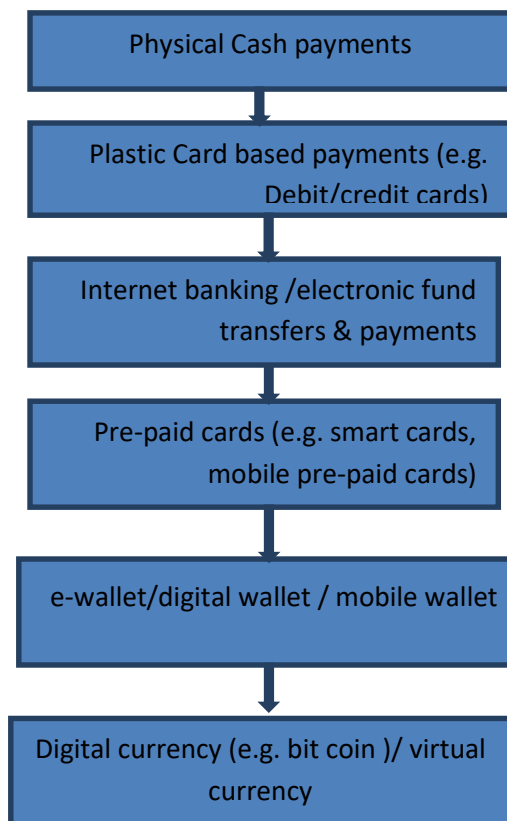 Physical Cash payments
Plastic Card based payments (e.g.
Debit/credit cards)
Internet banking /electronic fund
transfers & payments
Pre-paid cards (e.g. smart cards,
mobile pre-paid cards)
e-wallet/digital wallet / mobile wallet
Digital currency (e.g. bit coin )/ virtual
currency